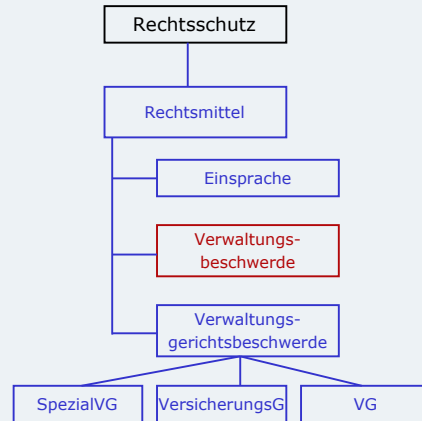 Rechtsschutz
Rechtsmittel
Einsprache
Verwaltungs-
beschwerde
Verwaltungs-
gerichtsbeschwerde
SpezialVG
VersicherungsG
VG